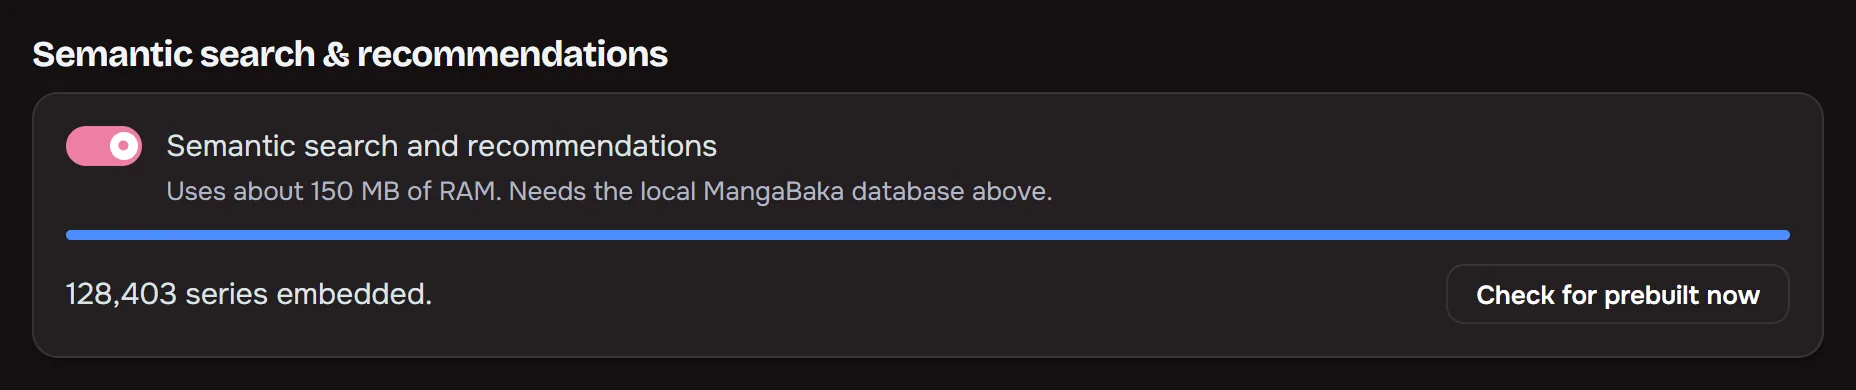 Semantic search & recommendations
Semantic search and recommendations
Uses about 150 MB of RAM. Needs the local MangaBaka database above.
128,403 series embedded.
Check for prebuilt now